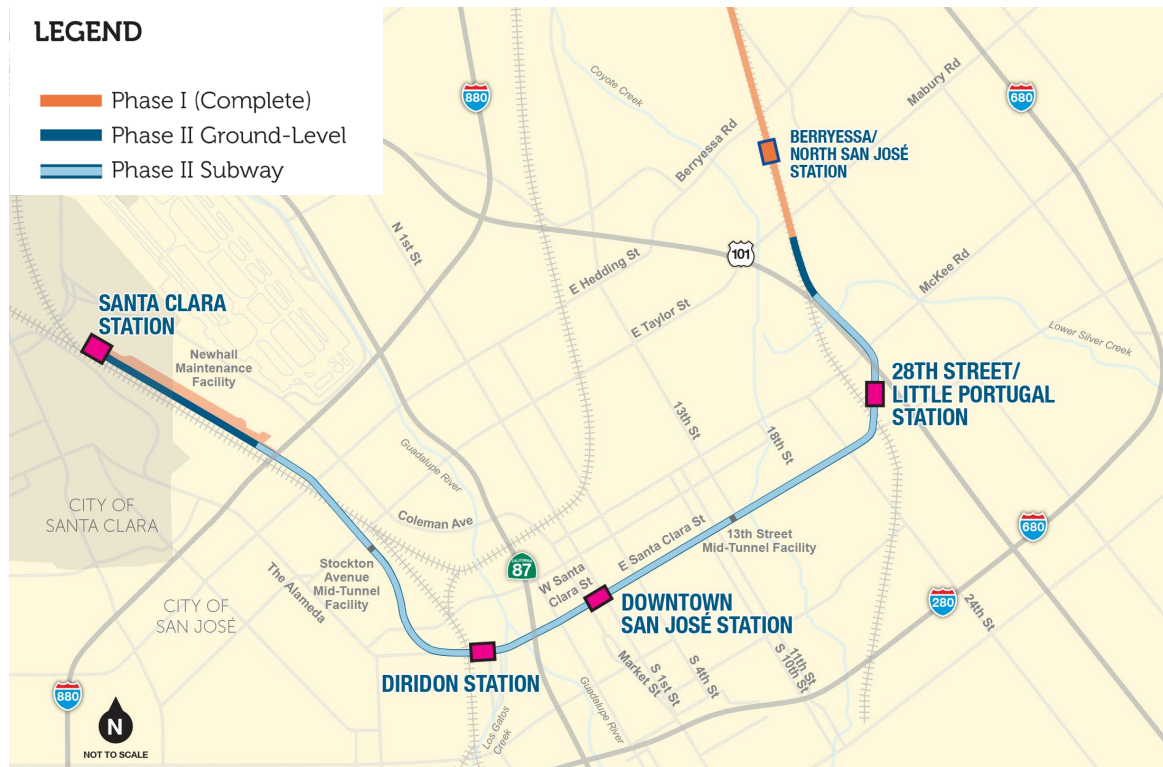 LEGEND
Phase I (Complete)
Phase II Ground-Level
Phase II Subway
880
680
Coyote Creek
Mabury Rd
Berryessa Rd
BERRYESSA/
NORTH SAN JOSÉ
STATION
N 1st St
101
E Hedding St
McKee Rd
E Taylor St
Lower Silver Creek
SANTA CLARA
STATION
Newhall
Maintenance
Facility
28TH STREET/
LITTLE PORTUGAL
STATION
13th St
18th St
Guadalupe River
CITY OF
SANTA CLARA
Coleman Ave
E Santa Clara St
13th Street
Mid-Tunnel Facility
680
CALIFORNIA
87
Stockton
Avenue
Mid-Tunnel
Facility
The Alameda
W Santa
Clara St
CITY OF
SAN JOSÉ
DOWNTOWN
SAN JOSÉ STATION
280
24th St
DIRIDON STATION
Market St
S 1st St
S 4th St
11th St
S 10th St
Guadalupe River
Los Gatos
Creek
880
N
NOT TO SCALE